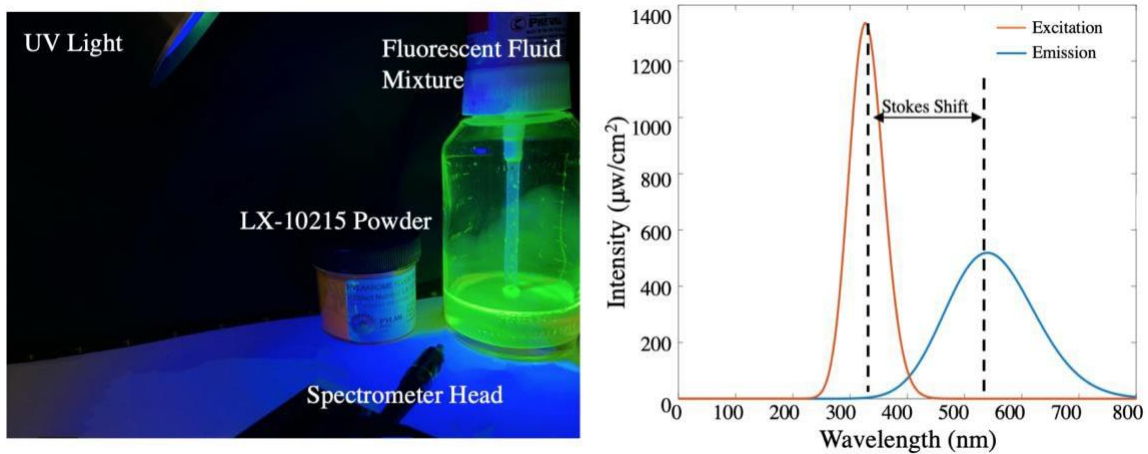 UV Light
Fluorescent Fluid
Mixture
LX-10215 Powder
Spectrometer Head
1400
1200
1000
800
600
400
200
0
Intensity (μw/cm²)
Excitation
Emission
Stokes Shift
0 100 200 300 400 500 600 700 800
Wavelength (nm)